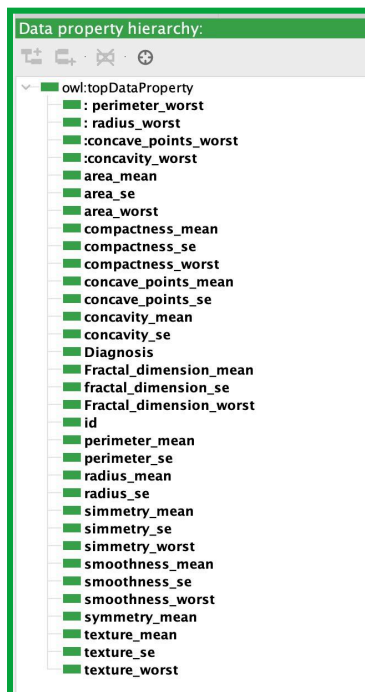 Data property hierarchy:
owl:topDataProperty
: perimeter_worst
: radius_worst
:concave_points_worst
:concavity_worst
area_mean
area_se
area_worst
compactness_mean
compactness_se
compactness_worst
concave_points_mean
concave_points_se
concavity_mean
concavity_se
Diagnosis
Fractal_dimension_mean
fractal_dimension_se
Fractal_dimension_worst
id
perimeter_mean
perimeter_se
radius_mean
radius_se
simmetry_mean
simmetry_se
simmetry_worst
smoothness_mean
smoothness_se
smoothness_worst
symmetry_mean
texture_mean
texture_se
texture_worst